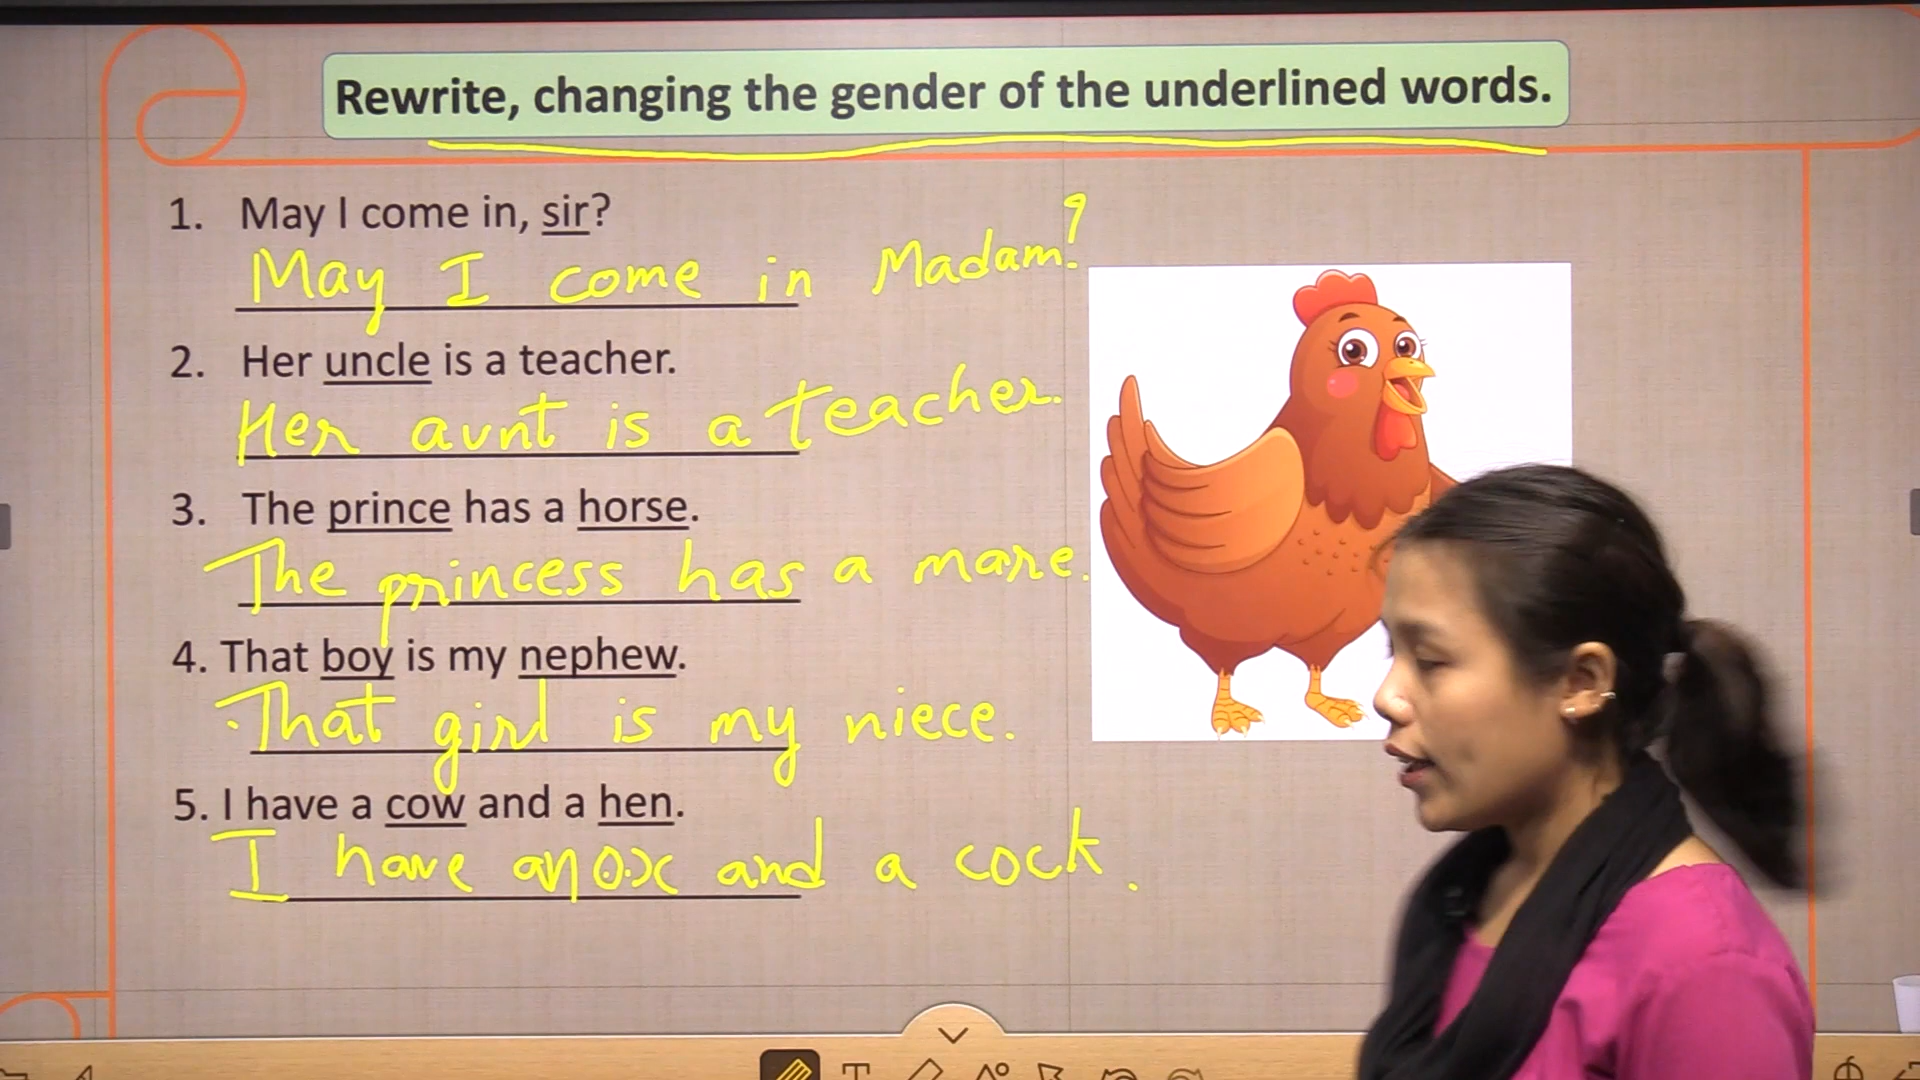 Rewrite, changing the gender of the underlined words.
1. May I come in, sir?
May I come in Madam?
2. Her uncle is a teacher.
Her aunt is a teacher.
3. The prince has a horse.
The princess has a mare.
4. That boy is my nephew.
That girl is my niece.
5. I have a cow and a hen.
I have an ox and a cock.